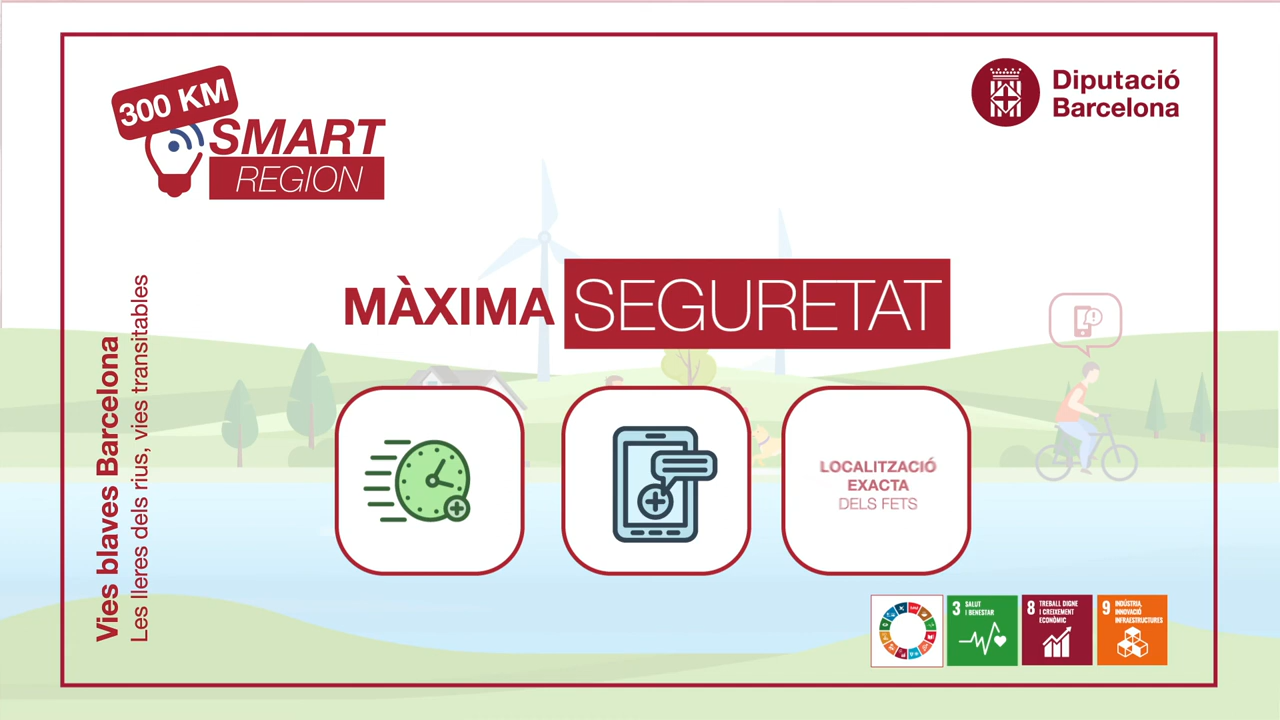 300 KM
SMART
REGION
Diputació
Barcelona
MÀXIMA SEGURETAT
Vies blaves Barcelona
Les lleres dels rius, vies transitables
LOCALITZACIÓ
EXACTA
DELS FETS
3 SALUT
I BENESTAR
8 TREBALL DIGNE
I CREIXEMENT
ECONÒMIC
9 INDÚSTRIA,
INNOVACIÓ
INFRAESTRUCTURES